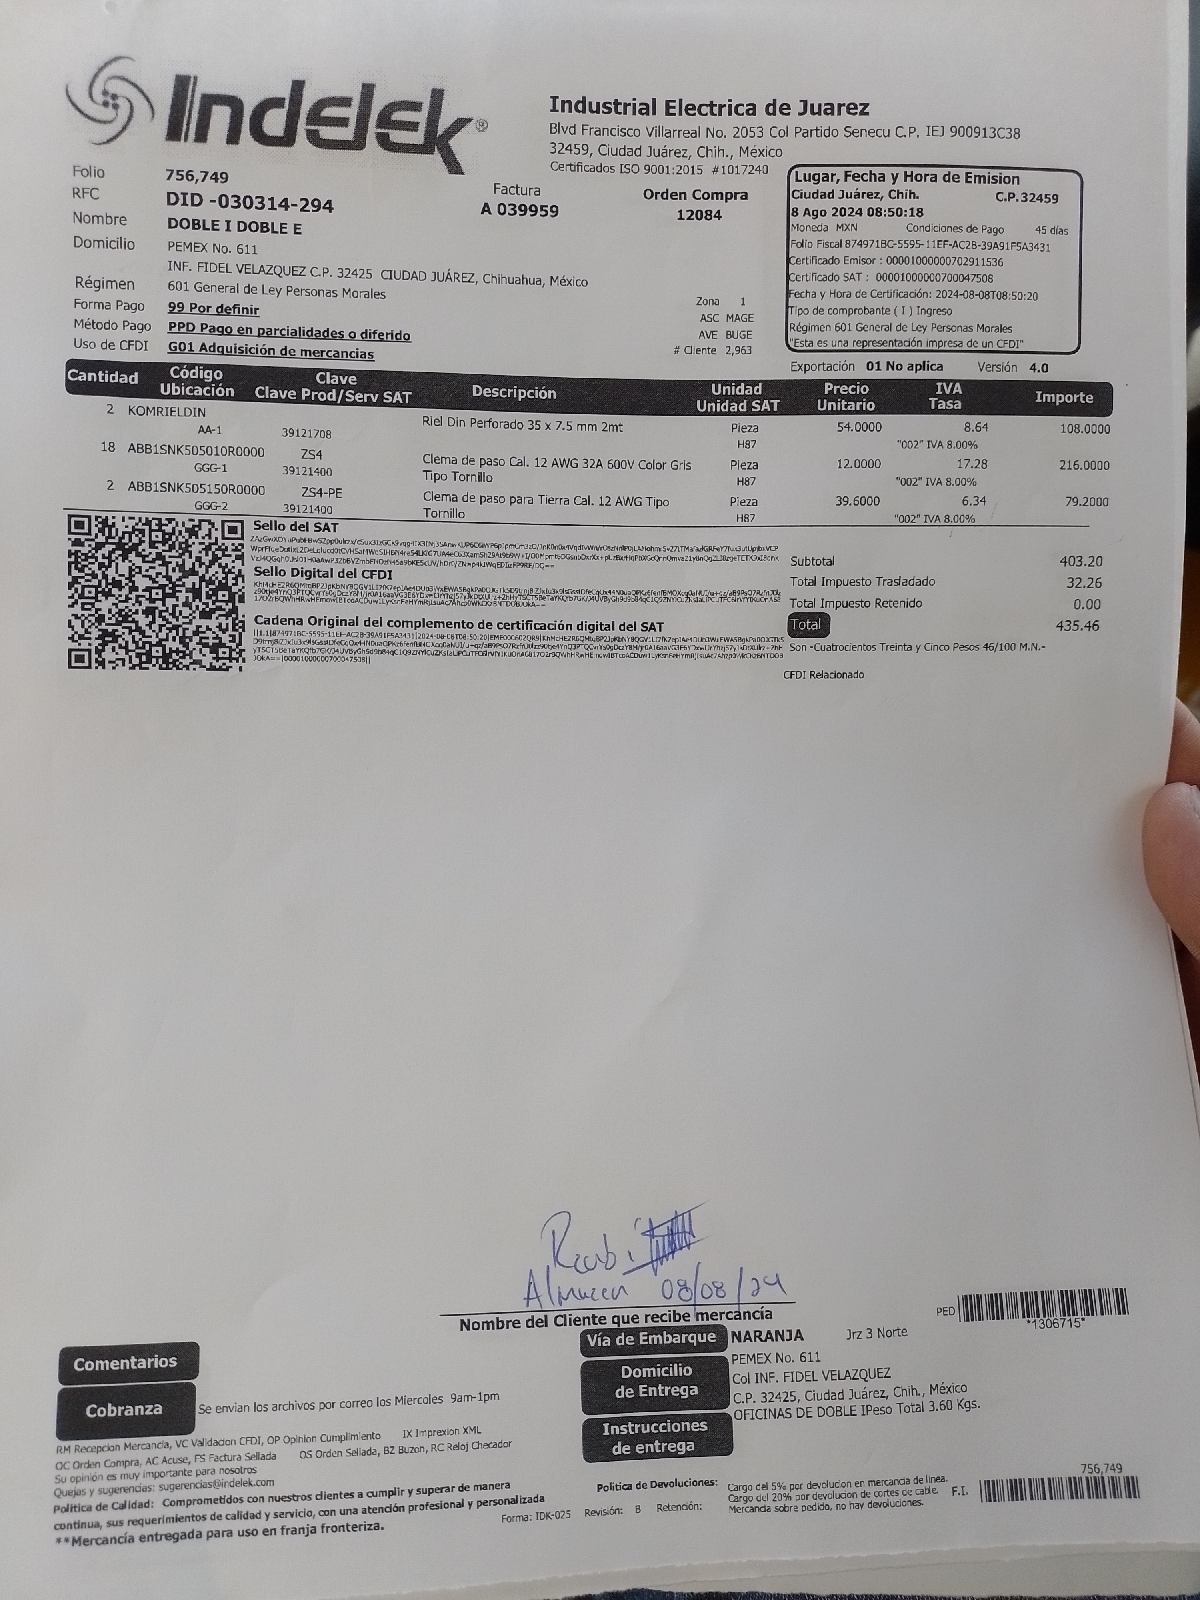 Indelek®
Industrial Electrica de Juarez
Blvd Francisco Villarreal No. 2053 Col Partido Senecu C.P. IEJ 900913C38
32459, Ciudad Juárez, Chih., México
Certificados ISO 9001:2015 #1017240
Folio 756,749
RFC DID -030314-294
Factura
A 039959
Orden Compra
12084
Nombre DOBLE I DOBLE E
Domicilio PEMEX No. 611
INF. FIDEL VELAZQUEZ C.P. 32425 CIUDAD JUÁREZ, Chihuahua, México
Régimen 601 General de Ley Personas Morales
Forma Pago 99 Por definir
Método Pago PPD Pago en parcialidades o diferido
Uso de CFDI G01 Adquisición de mercancias
Zona 1
ASC MAGE
AVE BUGE
# Cliente 2,963
Lugar, Fecha y Hora de Emision
Ciudad Juárez, Chih. C.P.32459
8 Ago 2024 08:50:18
Moneda MXN Condiciones de Pago 45 días
Folio Fiscal 874971BC-5595-11EF-AC2B-39A91F5A3431
Certificado Emisor : 00001000000702911536
Certificado SAT : 00001000000700047508
Fecha y Hora de Certificación: 2024-08-08T08:50:20
Tipo de comprobante ( I ) Ingreso
Régimen 601 General de Ley Personas Morales
"Esta es una representación impresa de un CFDI"
Exportación 01 No aplica Versión 4.0
Cantidad Código Ubicación Clave Clave Prod/Serv SAT Descripción Unidad Unidad SAT Precio Unitario IVA Tasa Importe
2 KOMRIELDIN Riel Din Perforado 35 x 7.5 mm 2mt Pieza 54.0000 8.64 108.0000
AA-1 39121708 H87 "002" IVA 8.00%
18 ABB1SNK505010R0000 ZS4 Clema de paso Cal. 12 AWG 32A 600V Color Gris Pieza 12.0000 17.28 216.0000
GGG-1 39121400 Tipo Tornillo H87 "002" IVA 8.00%
2 ABB1SNK505150R0000 ZS4-PE Clema de paso para Tierra Cal. 12 AWG Tipo Pieza 39.6000 6.34 79.2000
GGG-2 39121400 Tornillo H87 "002" IVA 8.00%
Sello del SAT
Sello Digital del CFDI
Cadena Original del complemento de certificación digital del SAT
Subtotal 403.20
Total Impuesto Trasladado 32.26
Total Impuesto Retenido 0.00
Total 435.46
Son -Cuatrocientos Treinta y Cinco Pesos 46/100 M.N.-
CFDI Relacionado
Almacen 08/08/24
Nombre del Cliente que recibe mercancía
PED
*1306715*
Vía de Embarque NARANJA Jrz 3 Norte
Domicilio de Entrega
PEMEX No. 611
Col INF. FIDEL VELAZQUEZ
C.P. 32425, Ciudad Juárez, Chih., México
OFICINAS DE DOBLE IPeso Total 3.60 Kgs.
Instrucciones de entrega
Comentarios
Cobranza Se envian los archivos por correo los Miercoles 9am-1pm
RM Recepcion Mercancia, VC Validacion CFDI, OP Opinion Cumplimiento IX Imprexion XML
OC Orden Compra, AC Acuse, FS Factura Sellada OS Orden Sellada, BZ Buzon, RC Reloj Checador
Su opinión es muy importante para nosotros
Quejas y sugerencias: sugerencias@indelek.com
Politica de Calidad: Comprometidos con nuestros clientes a cumplir y superar de manera
continua, sus requerimientos de calidad y servicio, con una atención profesional y personalizada
**Mercancía entregada para uso en franja fronteriza.
Forma: IDK-025 Revisión: B Retención:
Politica de Devoluciones: Cargo del 5% por devolucion en mercancia de linea.
Cargo del 20% por devolucion de cortes de cable.
Mercancia sobre pedido, no hay devoluciones.
F.I.
756,749